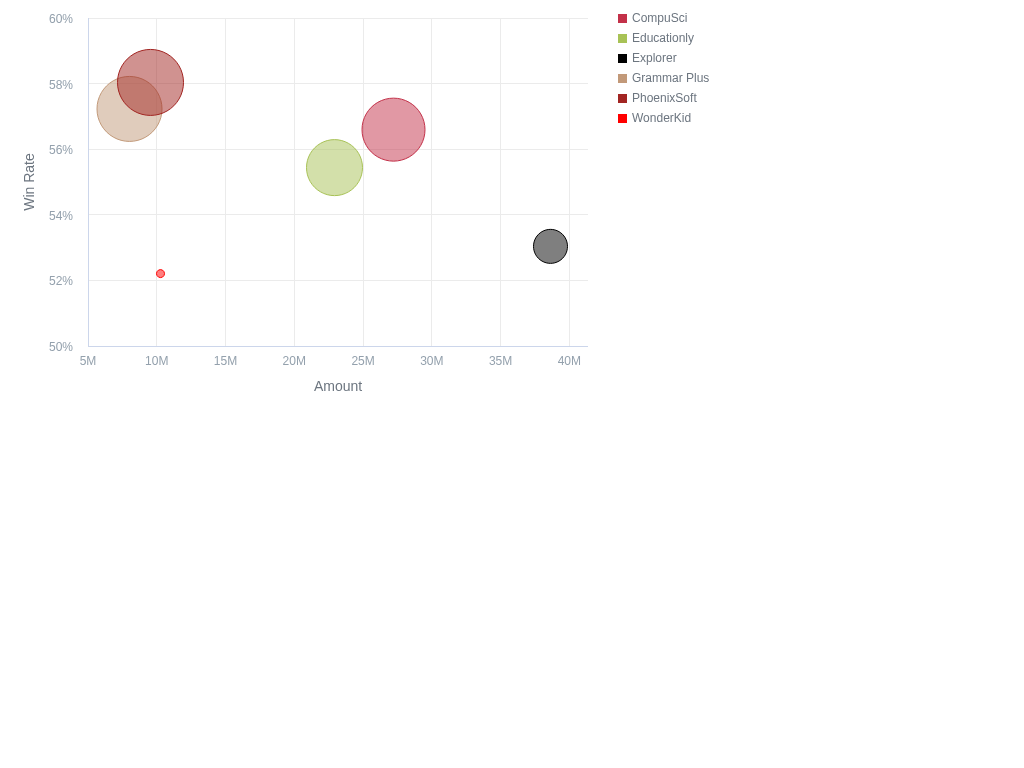 60%
58%
56%
54%
52%
50%
Win Rate
5M 10M 15M 20M 25M 30M 35M 40M
Amount
CompuSci
Educationly
Explorer
Grammar Plus
PhoenixSoft
WonderKid